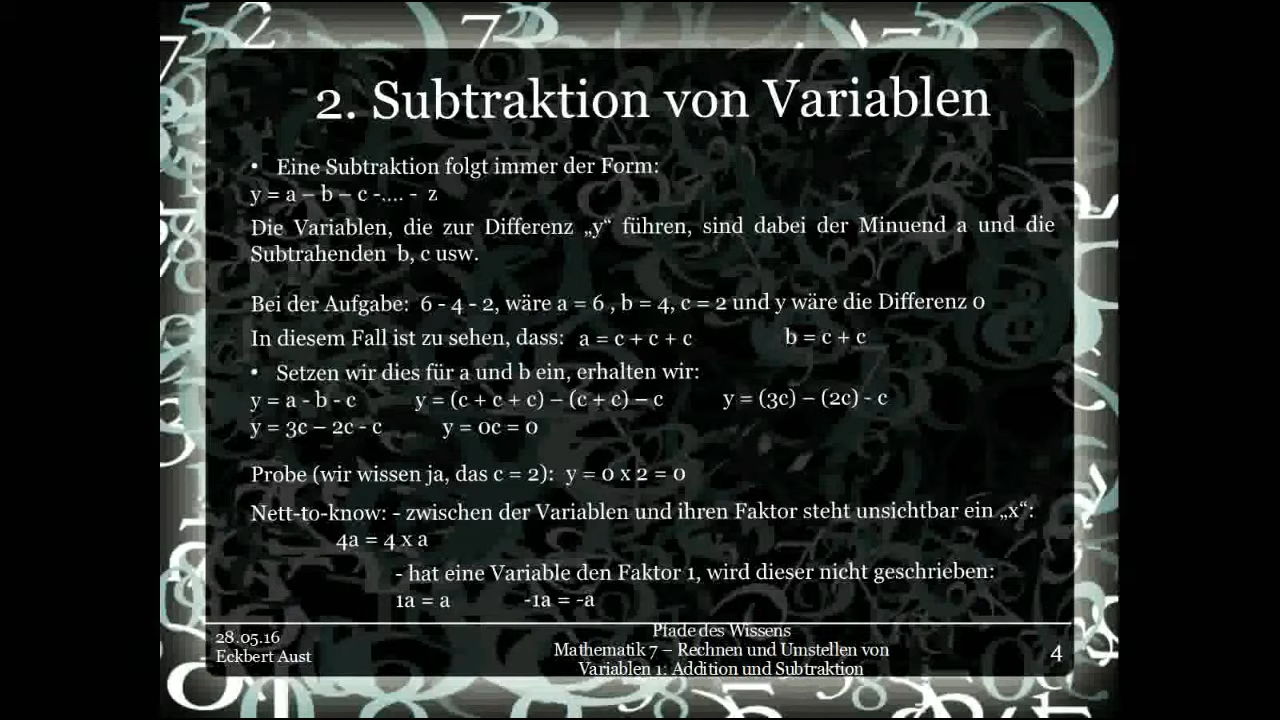 2. Subtraktion von Variablen
• Eine Subtraktion folgt immer der Form:
y = a – b – c -…. -  z
Die Variablen, die zur Differenz „y“ führen, sind dabei der Minuend a und die
Subtrahenden  b, c usw.
Bei der Aufgabe:  6 - 4 - 2, wäre a = 6 , b = 4, c = 2 und y wäre die Differenz 0
In diesem Fall ist zu sehen, dass:  a = c + c + c    b = c + c
• Setzen wir dies für a und b ein, erhalten wir:
y = a - b - c    y = (c + c + c) – (c + c) – c    y = (3c) – (2c) - c
y = 3c – 2c - c    y = 0c = 0
Probe (wir wissen ja, das c = 2):  y = 0 x 2 = 0
Nett-to-know: - zwischen der Variablen und ihren Faktor steht unsichtbar ein „x“:
4a = 4 x a
- hat eine Variable den Faktor 1, wird dieser nicht geschrieben:
1a = a    -1a = -a
28.05.16
Eckbert Aust
Pfade des Wissens
Mathematik 7 – Rechnen und Umstellen von
Variablen 1: Addition und Subtraktion
4